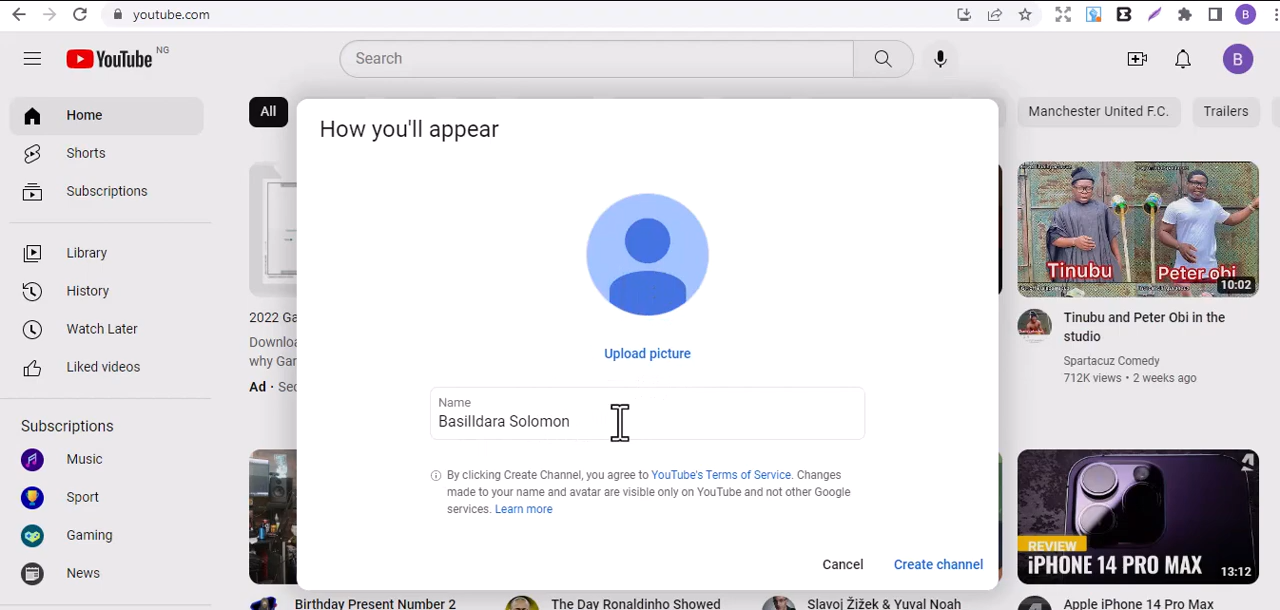 youtube.com
B
YouTube NG
Search
B
Home
Shorts
Subscriptions
Library
History
Watch Later
Liked videos
Subscriptions
Music
Sport
Gaming
News
All
Manchester United F.C.
Trailers
How you'll appear
Upload picture
Name
BasilIdara Solomon
By clicking Create Channel, you agree to YouTube's Terms of Service. Changes
made to your name and avatar are visible only on YouTube and not other Google
services. Learn more
Cancel
Create channel
2022 Ga
Downloa
why Gar
Ad · Sec
Tinubu
Peter obi
10:02
Tinubu and Peter Obi in the
studio
Spartacuz Comedy
712K views • 2 weeks ago
REVIEW
iPHONE 14 PRO MAX
13:12
Birthday Present Number 2
The Day Ronaldinho Showed
Slavoj Žižek & Yuval Noah
Apple iPhone 14 Pro Max